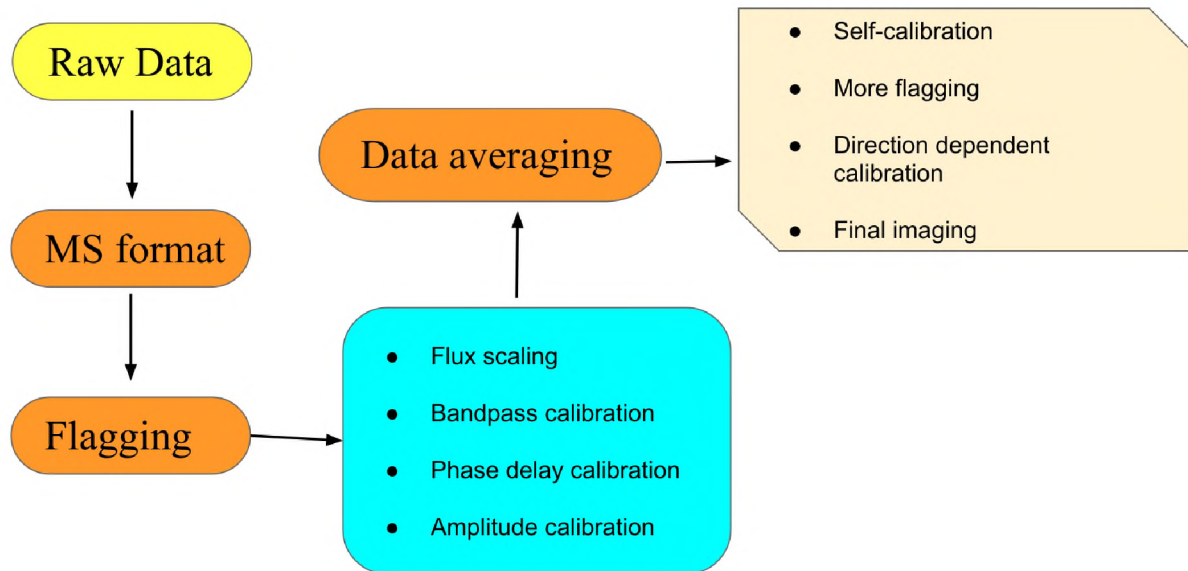 Raw Data
MS format
Flagging
● Flux scaling
● Bandpass calibration
● Phase delay calibration
● Amplitude calibration
Data averaging
● Self-calibration
● More flagging
● Direction dependent
calibration
● Final imaging